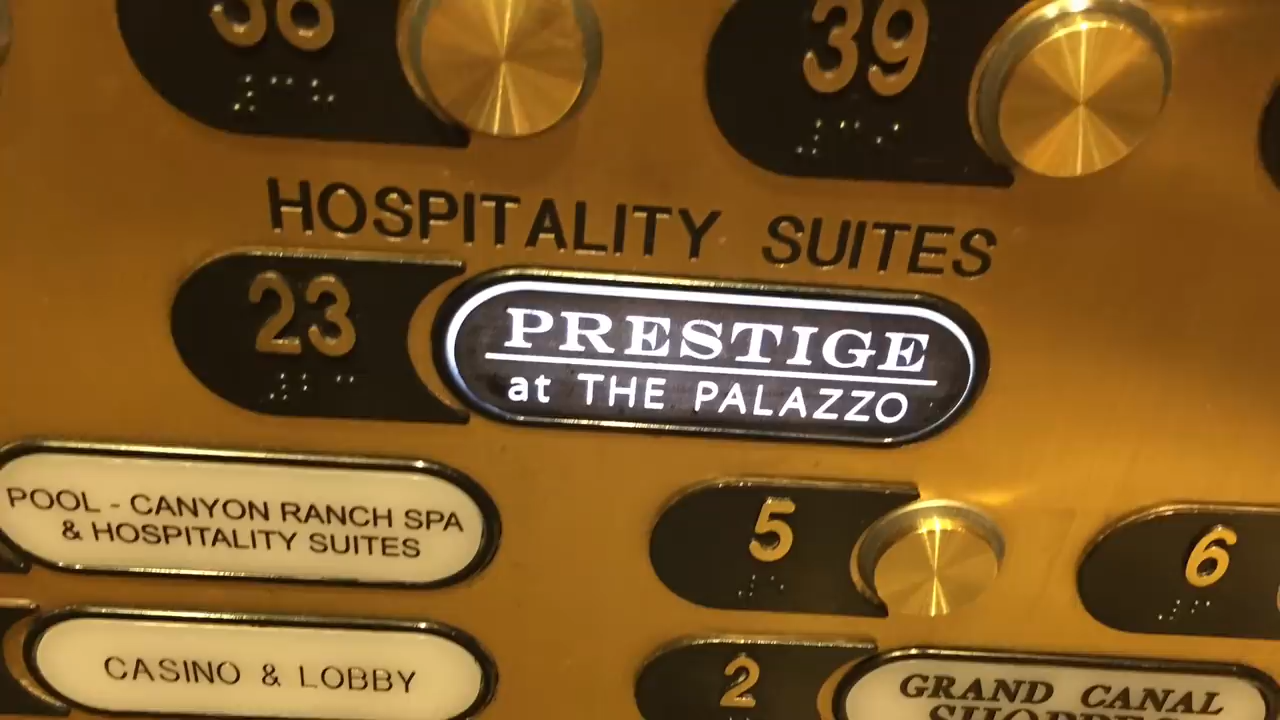 38
39
HOSPITALITY SUITES
23
PRESTIGE
at THE PALAZZO
POOL - CANYON RANCH SPA
& HOSPITALITY SUITES
5
6
CASINO & LOBBY
2
GRAND CANAL